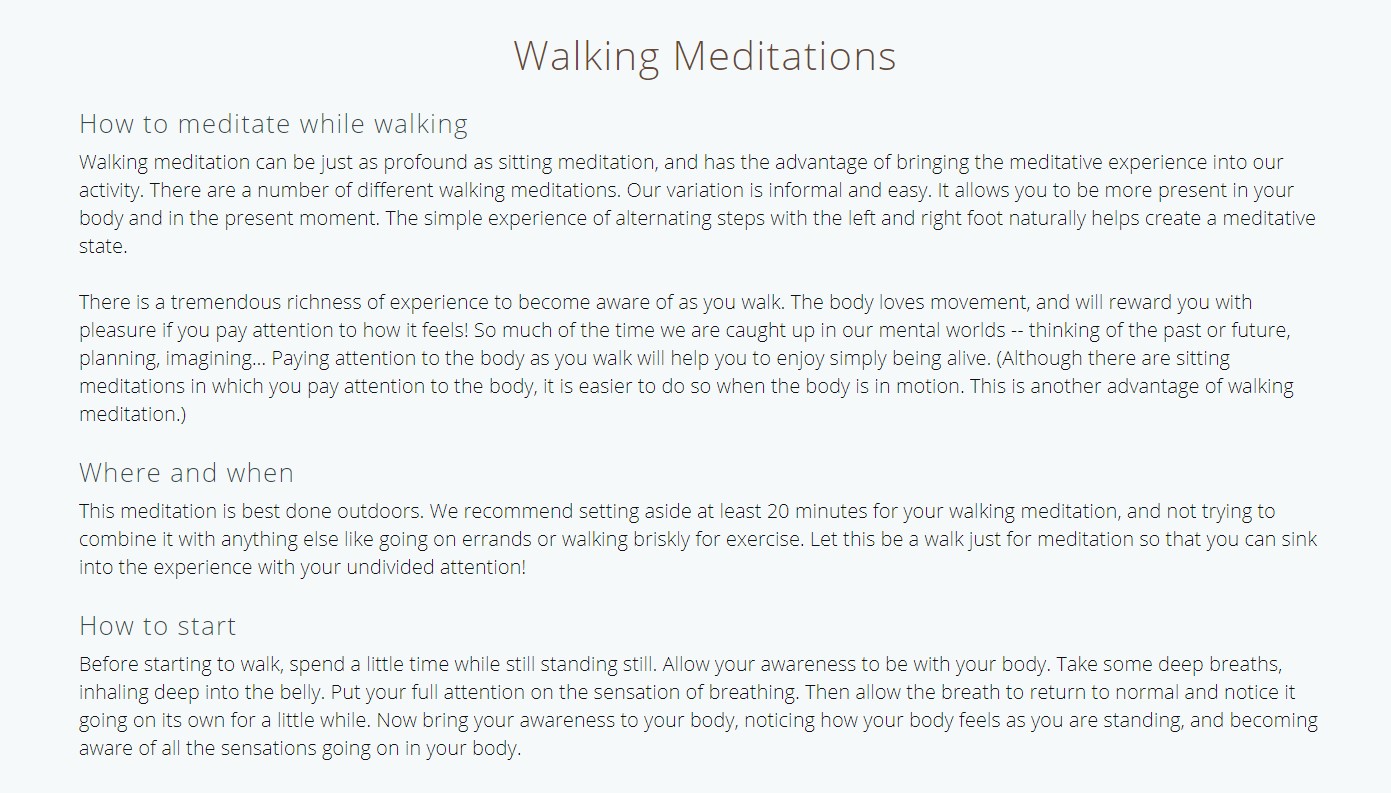 Walking Meditations
How to meditate while walking
Walking meditation can be just as profound as sitting meditation, and has the advantage of bringing the meditative experience into our
activity. There are a number of different walking meditations. Our variation is informal and easy. It allows you to be more present in your
body and in the present moment. The simple experience of alternating steps with the left and right foot naturally helps create a meditative
state.
There is a tremendous richness of experience to become aware of as you walk. The body loves movement, and will reward you with
pleasure if you pay attention to how it feels! So much of the time we are caught up in our mental worlds -- thinking of the past or future,
planning, imagining... Paying attention to the body as you walk will help you to enjoy simply being alive. (Although there are sitting
meditations in which you pay attention to the body, it is easier to do so when the body is in motion. This is another advantage of walking
meditation.)
Where and when
This meditation is best done outdoors. We recommend setting aside at least 20 minutes for your walking meditation, and not trying to
combine it with anything else like going on errands or walking briskly for exercise. Let this be a walk just for meditation so that you can sink
into the experience with your undivided attention!
How to start
Before starting to walk, spend a little time while still standing still. Allow your awareness to be with your body. Take some deep breaths,
inhaling deep into the belly. Put your full attention on the sensation of breathing. Then allow the breath to return to normal and notice it
going on its own for a little while. Now bring your awareness to your body, noticing how your body feels as you are standing, and becoming
aware of all the sensations going on in your body.